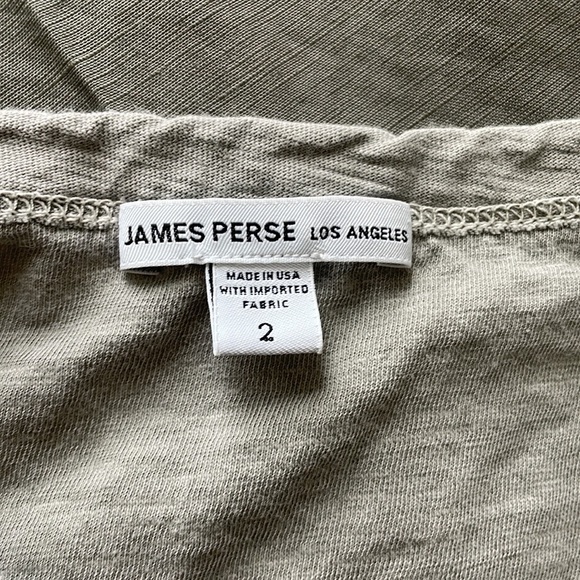 JAMES PERSE LOS ANGELES
MADE IN USA
WITH IMPORTED
FABRIC
2